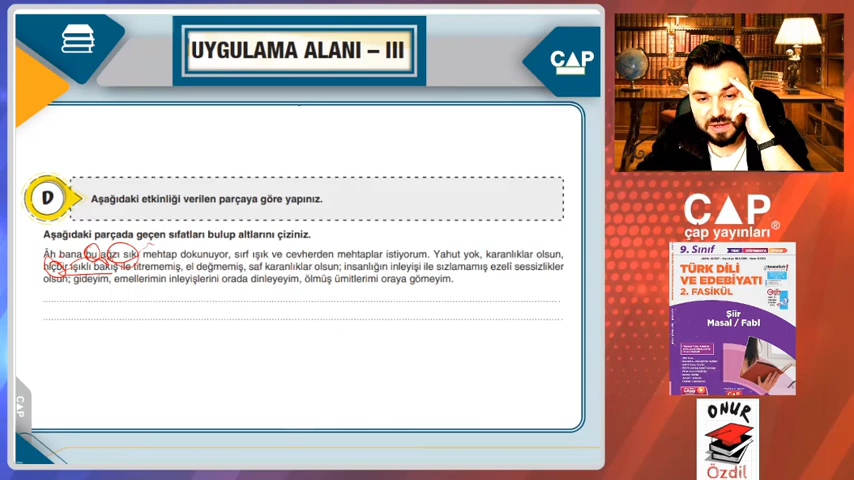 UYGULAMA ALANI – III
CAP
D
Aşağıdaki etkinliği verilen parçaya göre yapınız.
Aşağıdaki parçada geçen sıfatları bulup altlarını çiziniz.
Âh bana bu ağzı sıkı mehtap dokunuyor, sırf ışık ve cevherden mehtaplar istiyorum. Yahut yok, karanlıklar olsun,
hiçbir ışıklı bakış ile titrememiş, el değmemiş, saf karanlıklar olsun; insanlığın inleyişi ile sızlamamış ezelî sessizlikler
olsun; gideyim, emellerimin inleyişlerini orada dinleyeyim, ölmüş ümitlerimi oraya gömeyim.
CAP
CAP
çap yayınları
9. Sınıf
TÜRK DİLİ
VE EDEBİYATI
2. FASİKÜL
Şiir
Masal / Fabl
ONUR
Özdil